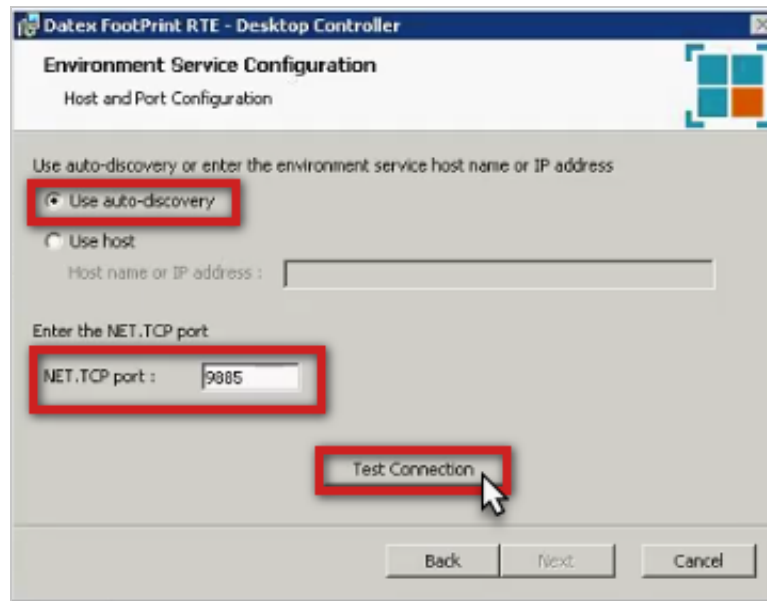 Datex FootPrint RTE - Desktop Controller
Environment Service Configuration
Host and Port Configuration
Use auto-discovery or enter the environment service host name or IP address
Use auto-discovery
Use host
Host name or IP address :
Enter the NET.TCP port
NET.TCP port : 9885
Test Connection
Back Next Cancel